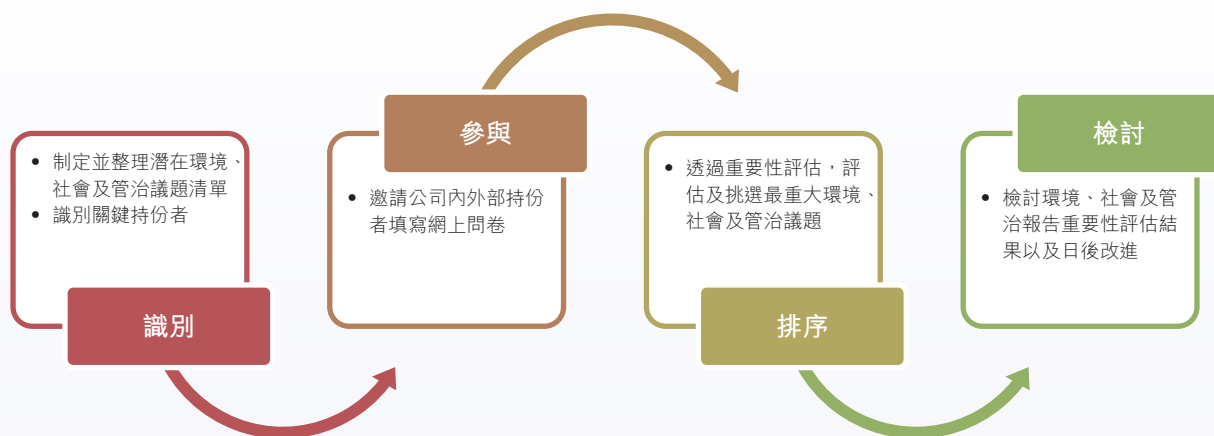 • 制定並整理潛在環境、
社會及管治議題清單
• 識別關鍵持份者
識別
參與
• 邀請公司內外部持份
者填寫網上問卷
• 透過重要性評估，評
估及挑選最重大環境、
社會及管治議題
排序
檢討
• 檢討環境、社會及管
治報告重要性評估結
果以及日後改進